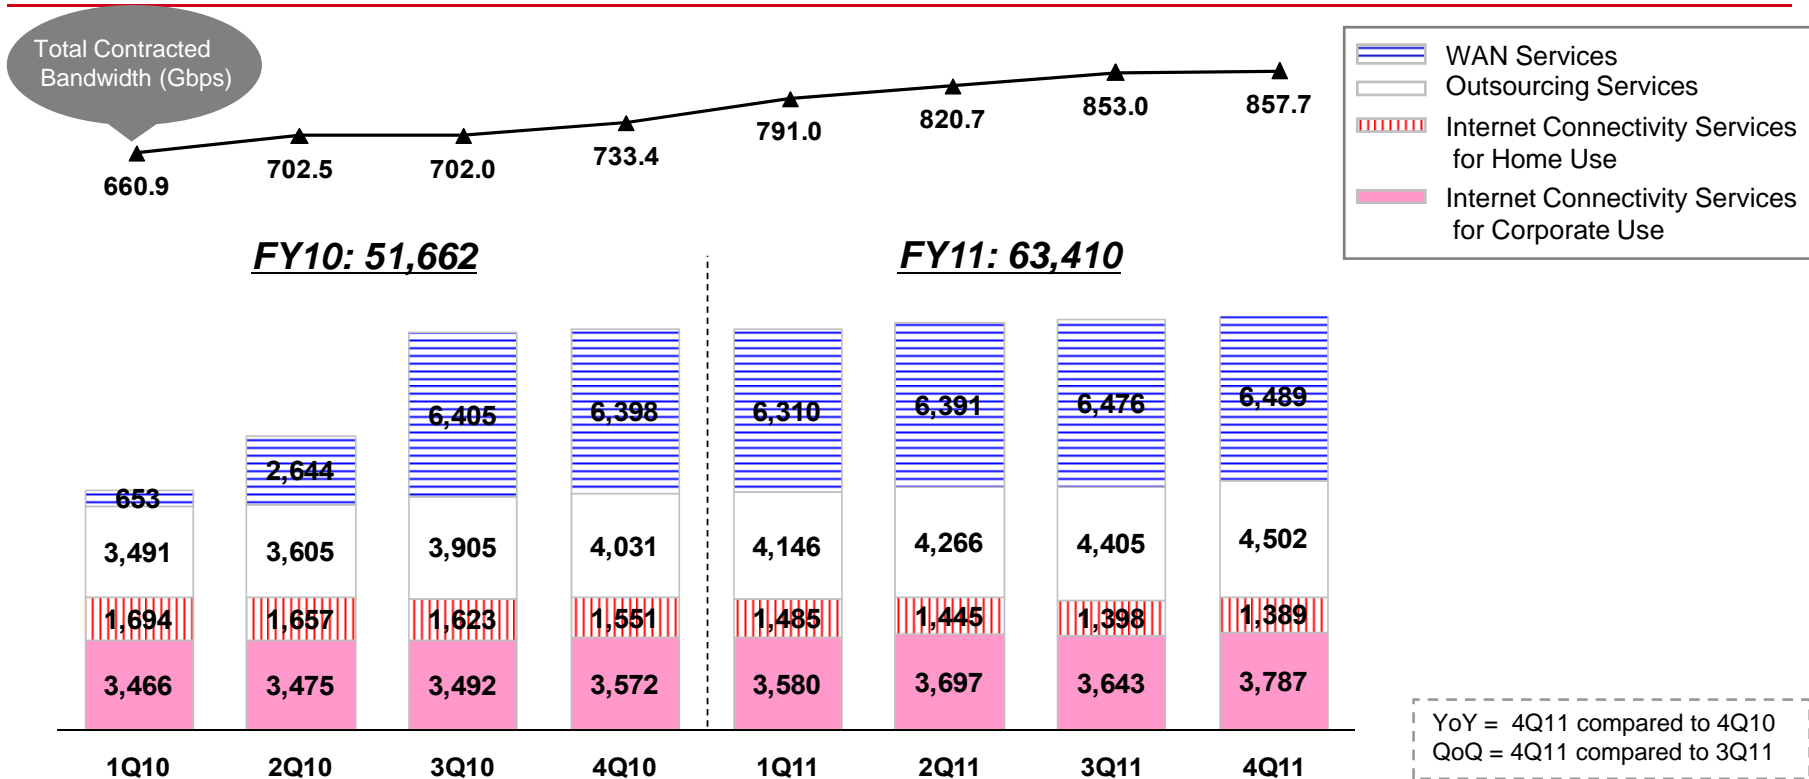 Total Contracted
Bandwidth (Gbps)
660.9
702.5
702.0
733.4
791.0
820.7
853.0
857.7
WAN Services
Outsourcing Services
Internet Connectivity Services
for Home Use
Internet Connectivity Services
for Corporate Use
FY10: 51,662
FY11: 63,410
653
2,644
6,405
6,398
6,310
6,391
6,476
6,489
3,491
3,605
3,905
4,031
4,146
4,266
4,405
4,502
1,694
1,657
1,623
1,551
1,485
1,445
1,398
1,389
3,466
3,475
3,492
3,572
3,580
3,697
3,643
3,787
1Q10
2Q10
3Q10
4Q10
1Q11
2Q11
3Q11
4Q11
YoY = 4Q11 compared to 4Q10
QoQ = 4Q11 compared to 3Q11